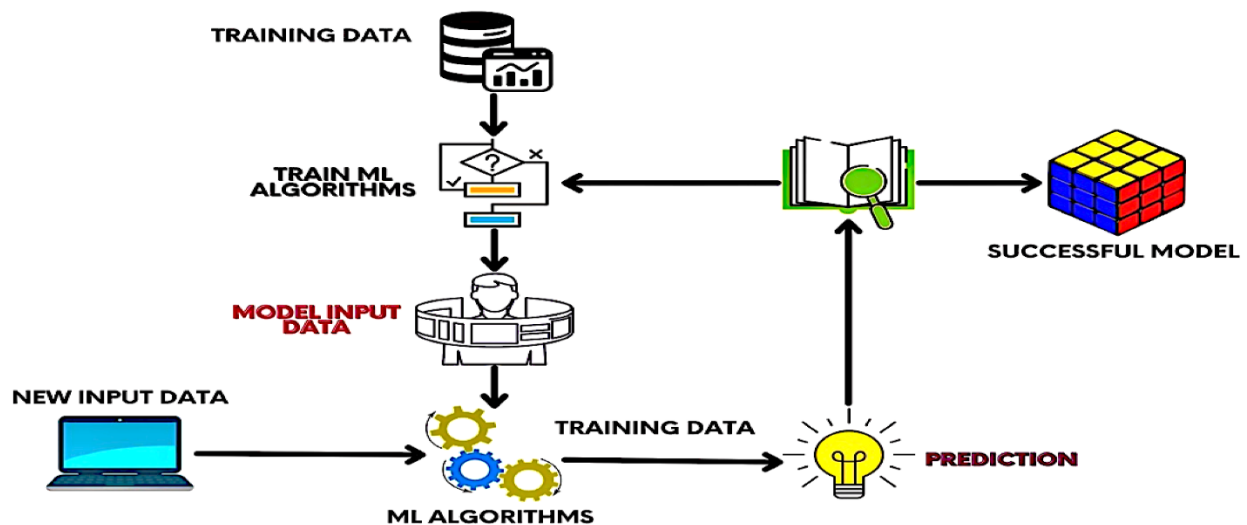 TRAINING DATA
TRAIN ML
ALGORITHMS
?
SUCCESSFUL MODEL
MODEL INPUT
DATA
NEW INPUT DATA
TRAINING DATA
PREDICTION
ML ALGORITHMS